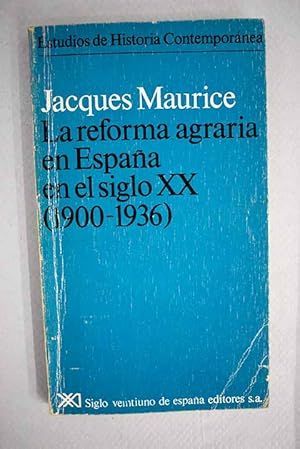 Estudios de Historia Contemporánea
Jacques Maurice
La reforma agraria
en España
en el siglo XX
(1900-1936)
Siglo veintiuno de españa editores s.a.